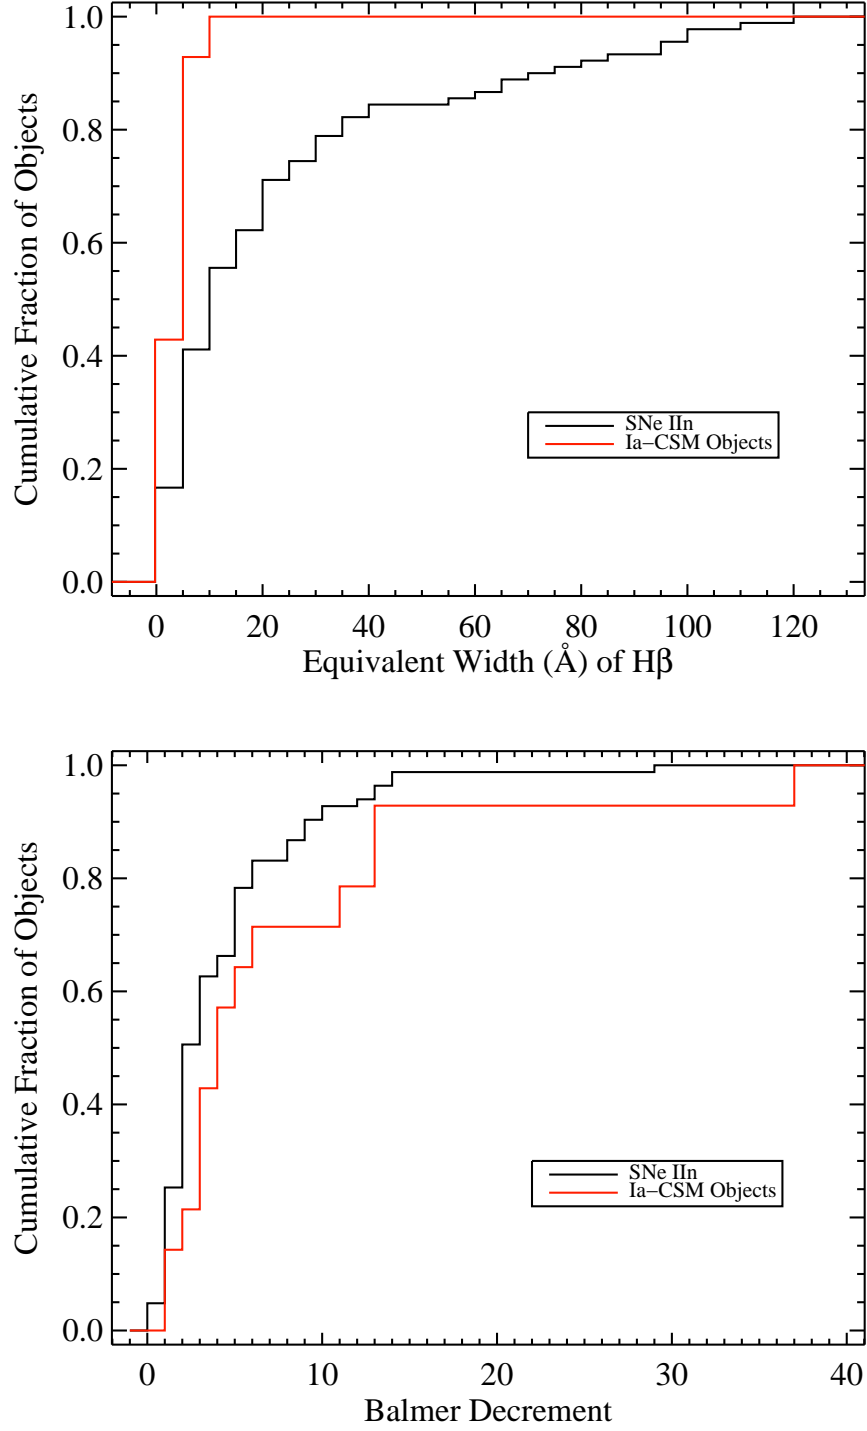 Cumulative Fraction of Objects
1.0
0.8
0.6
0.4
0.2
0.0
SNe IIn
Ia−CSM Objects
0 20 40 60 80 100 120
Equivalent Width (Å) of Hβ
Cumulative Fraction of Objects
1.0
0.8
0.6
0.4
0.2
0.0
SNe IIn
Ia−CSM Objects
0 10 20 30 40
Balmer Decrement